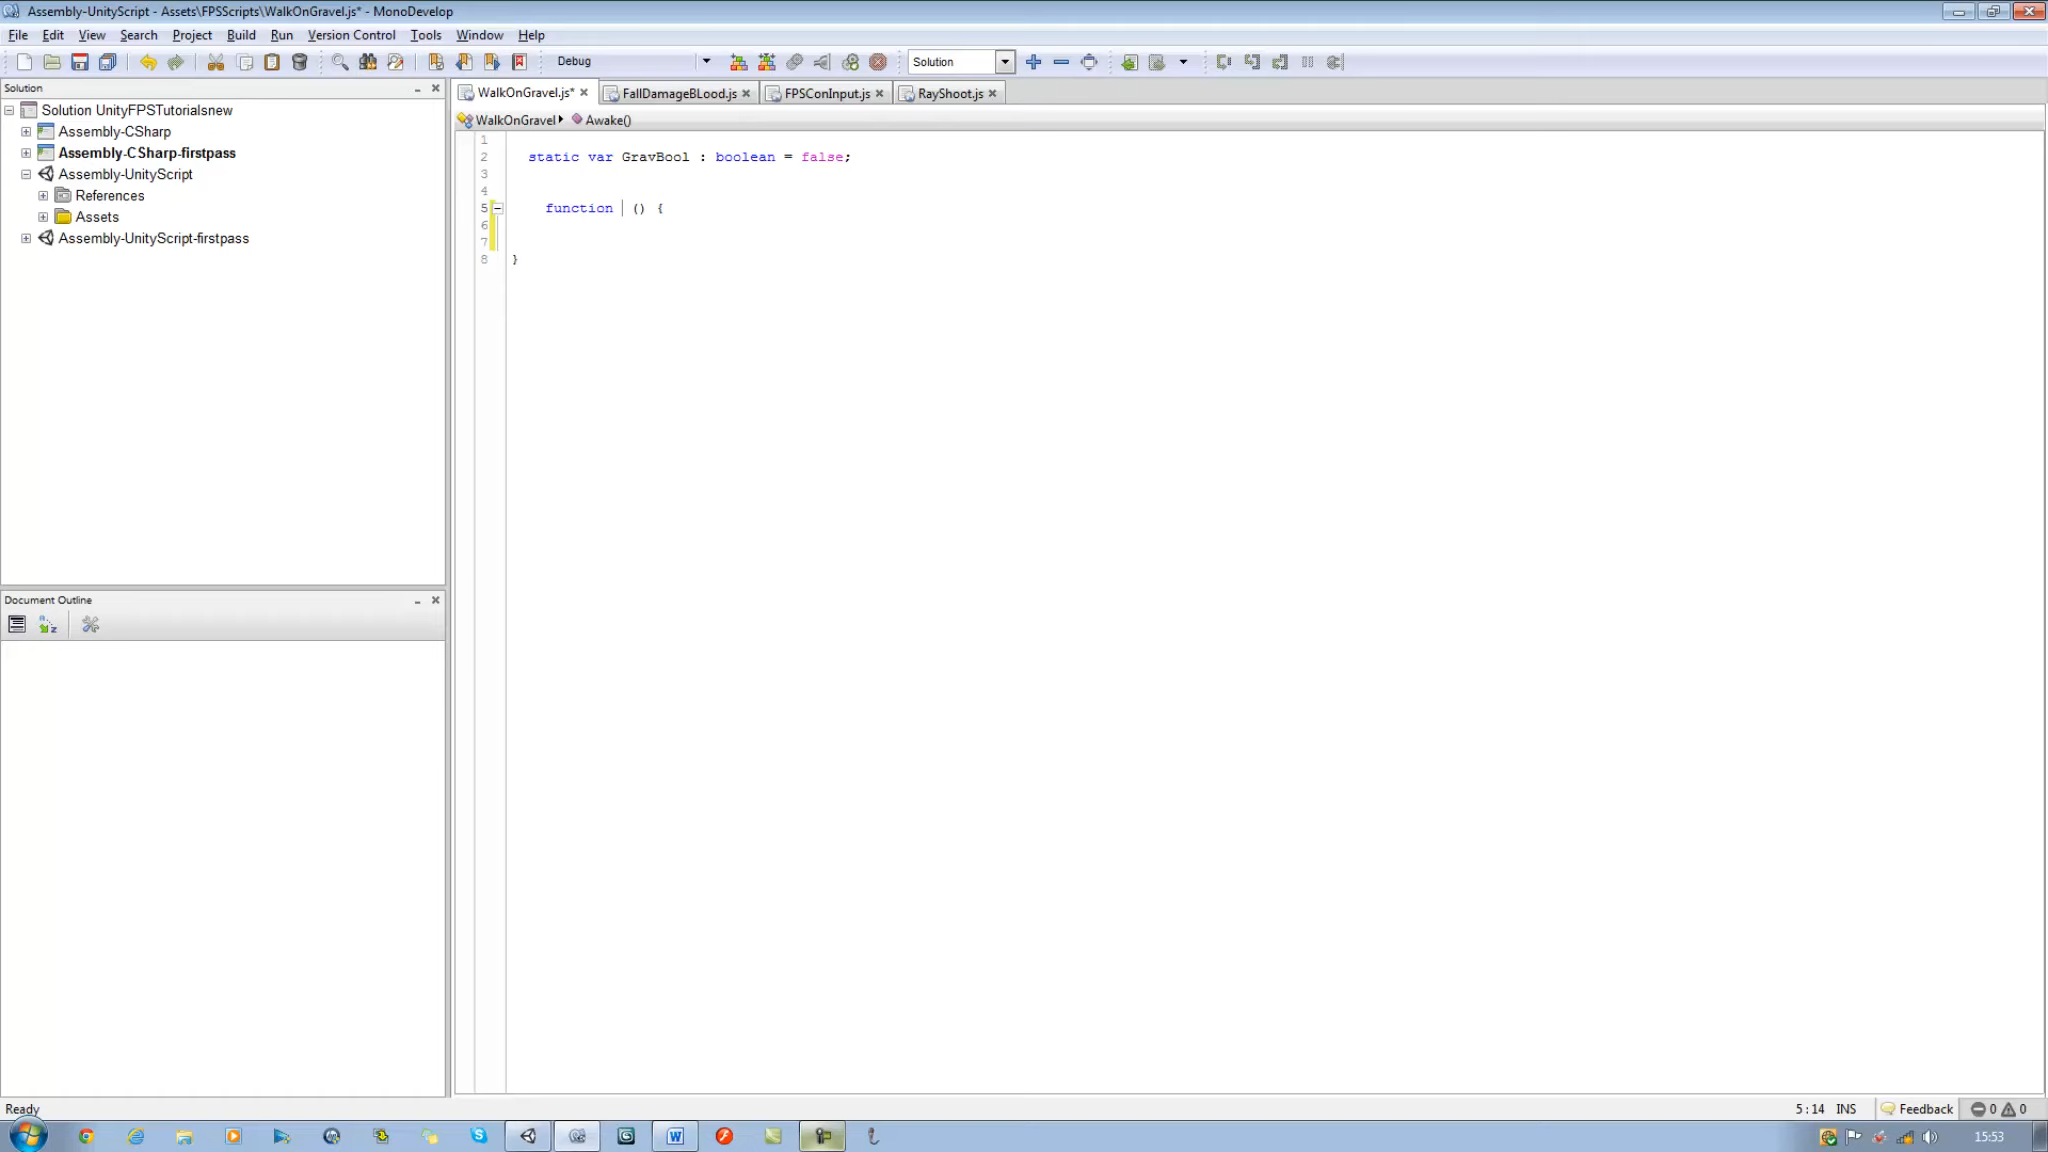 Assembly-UnityScript - Assets\FPSScripts\WalkOnGravel.js* - MonoDevelop
File Edit View Search Project Build Run Version Control Tools Window Help
Debug Solution
Solution
Solution UnityFPSTutorialsnew
Assembly-CSharp
Assembly-CSharp-firstpass
Assembly-UnityScript
References
Assets
Assembly-UnityScript-firstpass
Document Outline
WalkOnGravel.js* FallDamageBLood.js FPSConInput.js RayShoot.js
WalkOnGravel Awake()
1
2 static var GravBool : boolean = false;
3
4
5 function () {
6
7
8 }
Ready 5 : 14 INS Feedback 0 0
15:53